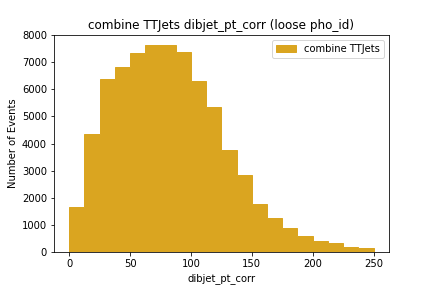 combine TTJets dibjet_pt_corr (loose pho_id)
combine TTJets
Number of Events
8000
7000
6000
5000
4000
3000
2000
1000
0
0 50 100 150 200 250
dibjet_pt_corr